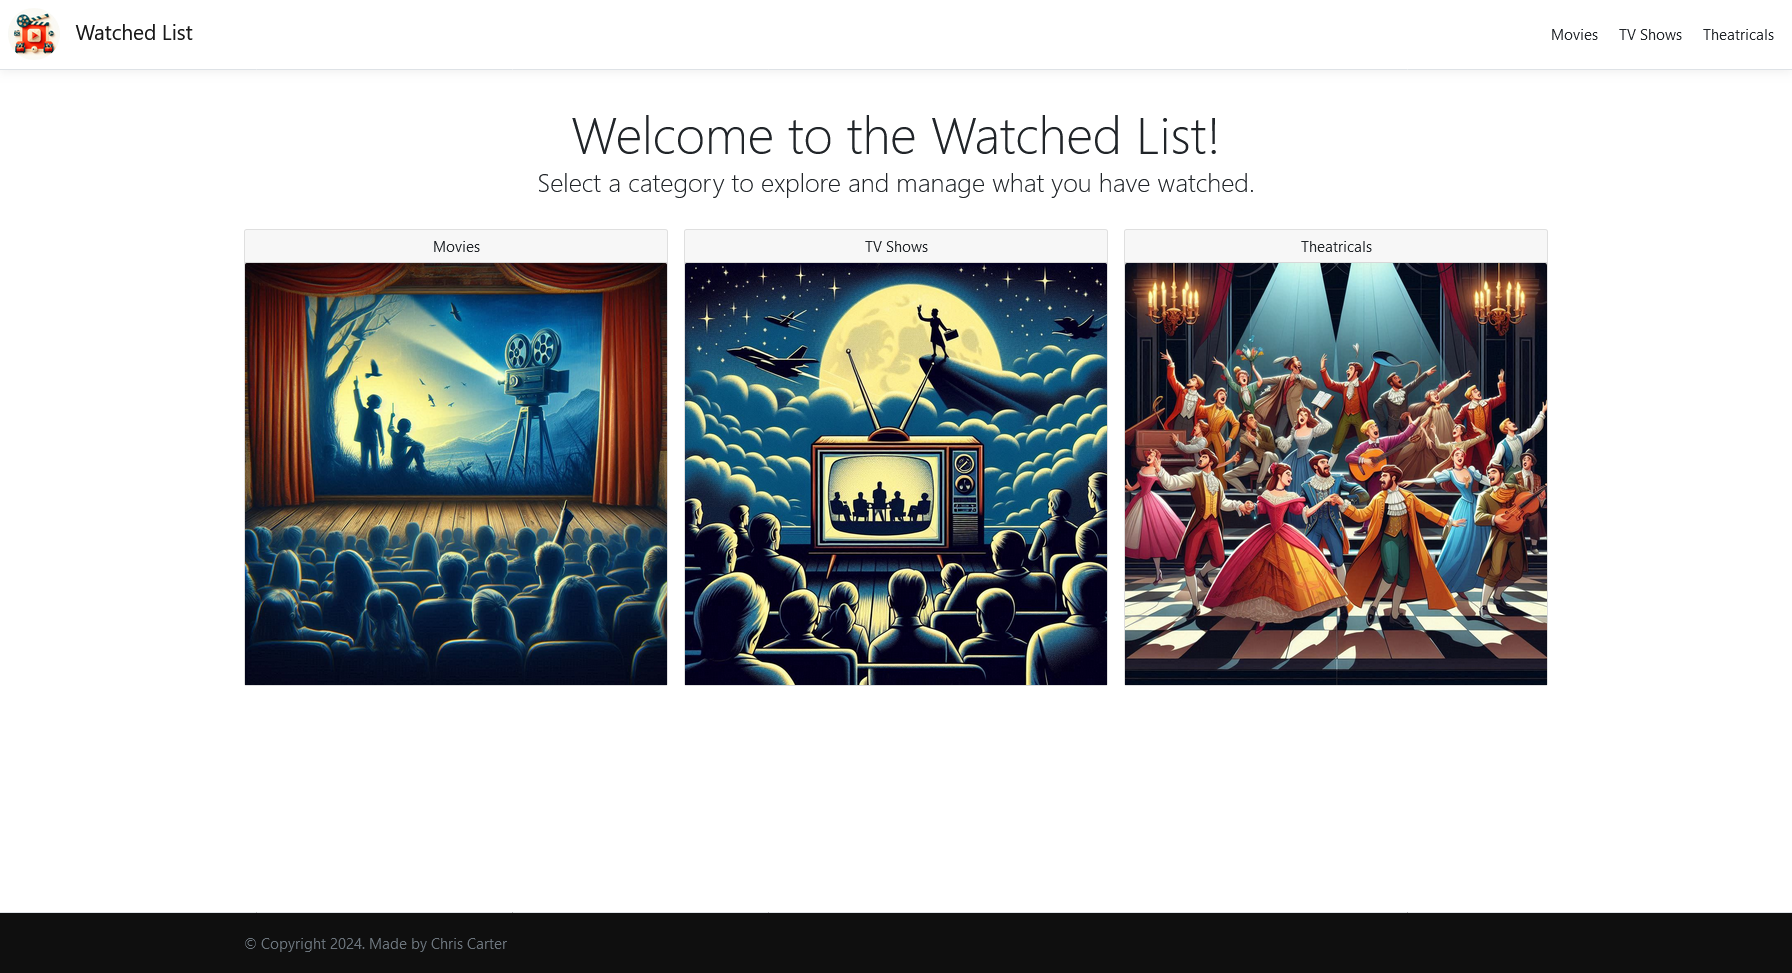 Watched List
Movies
TV Shows
Theatricals
Welcome to the Watched List!
Select a category to explore and manage what you have watched.
Movies
TV Shows
Theatricals
© Copyright 2024. Made by Chris Carter